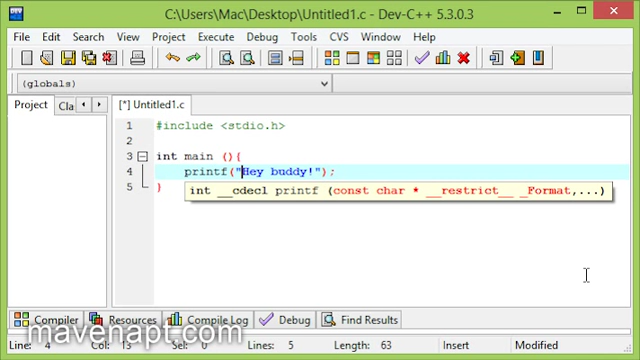 C:\Users\Mac\Desktop\Untitled1.c - Dev-C++ 5.3.0.3
File Edit Search View Project Execute Debug Tools CVS Window Help
(globals)
Project Cla [*] Untitled1.c
1 #include <stdio.h>
2
3 int main (){
4 printf("Hey buddy!");
int __cdecl printf (const char * __restrict__ _Format,...)
5 }
Compiler Resources Compile Log Debug Find Results
mavenapt.com
Line: 4 Col: 13 Sel: 0 Lines: 5 Length: 63 Insert Done